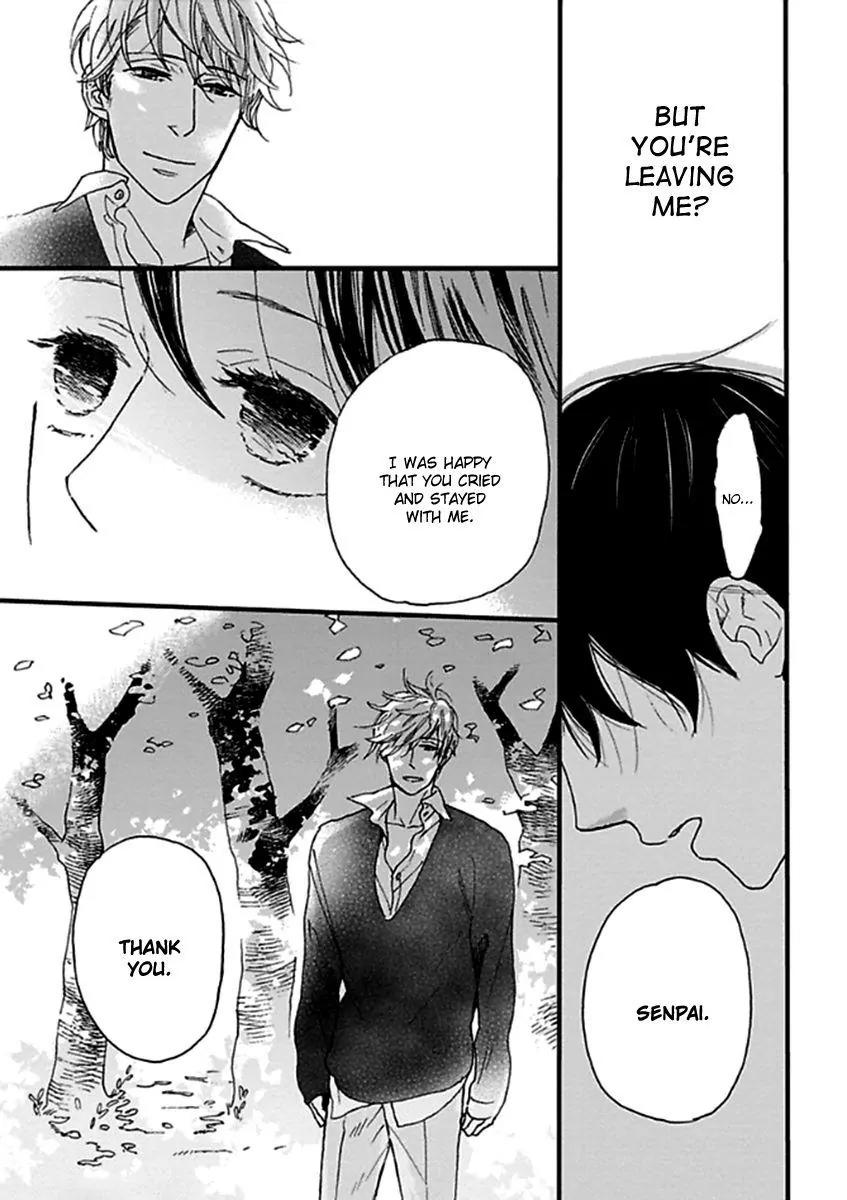 BUT
YOU'RE
LEAVING
ME?
NO...
SENPAI.
I WAS HAPPY
THAT YOU CRIED
AND STAYED
WITH ME.
THANK
YOU.